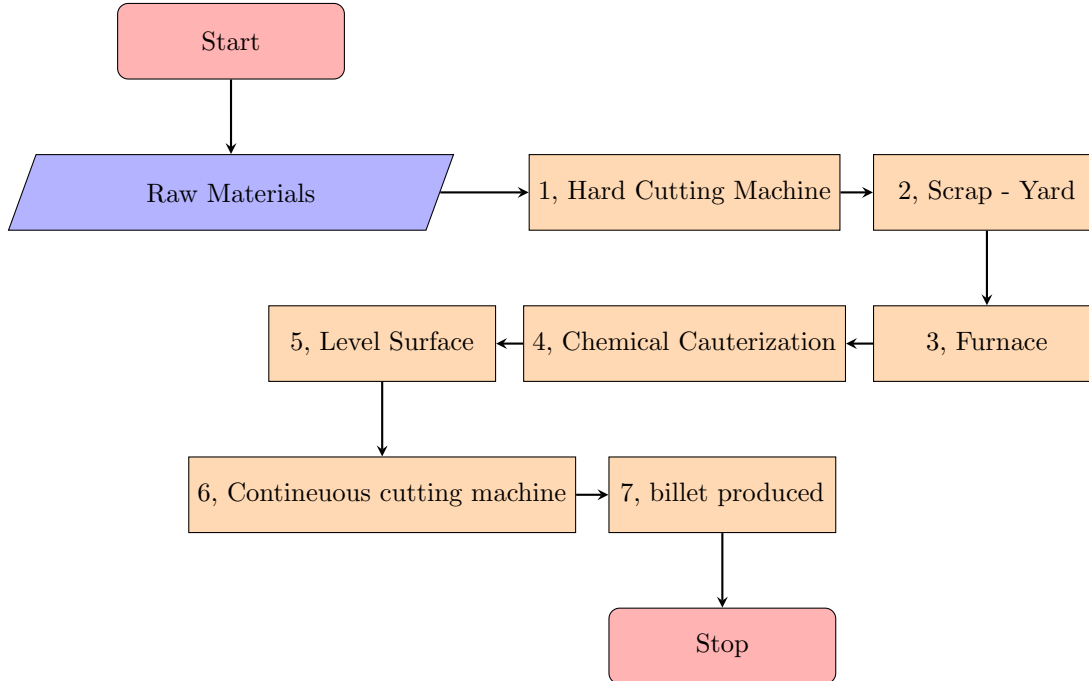 Start
Raw Materials
1, Hard Cutting Machine
2, Scrap - Yard
3, Furnace
4, Chemical Cauterization
5, Level Surface
6, Contineuous cutting machine
7, billet produced
Stop